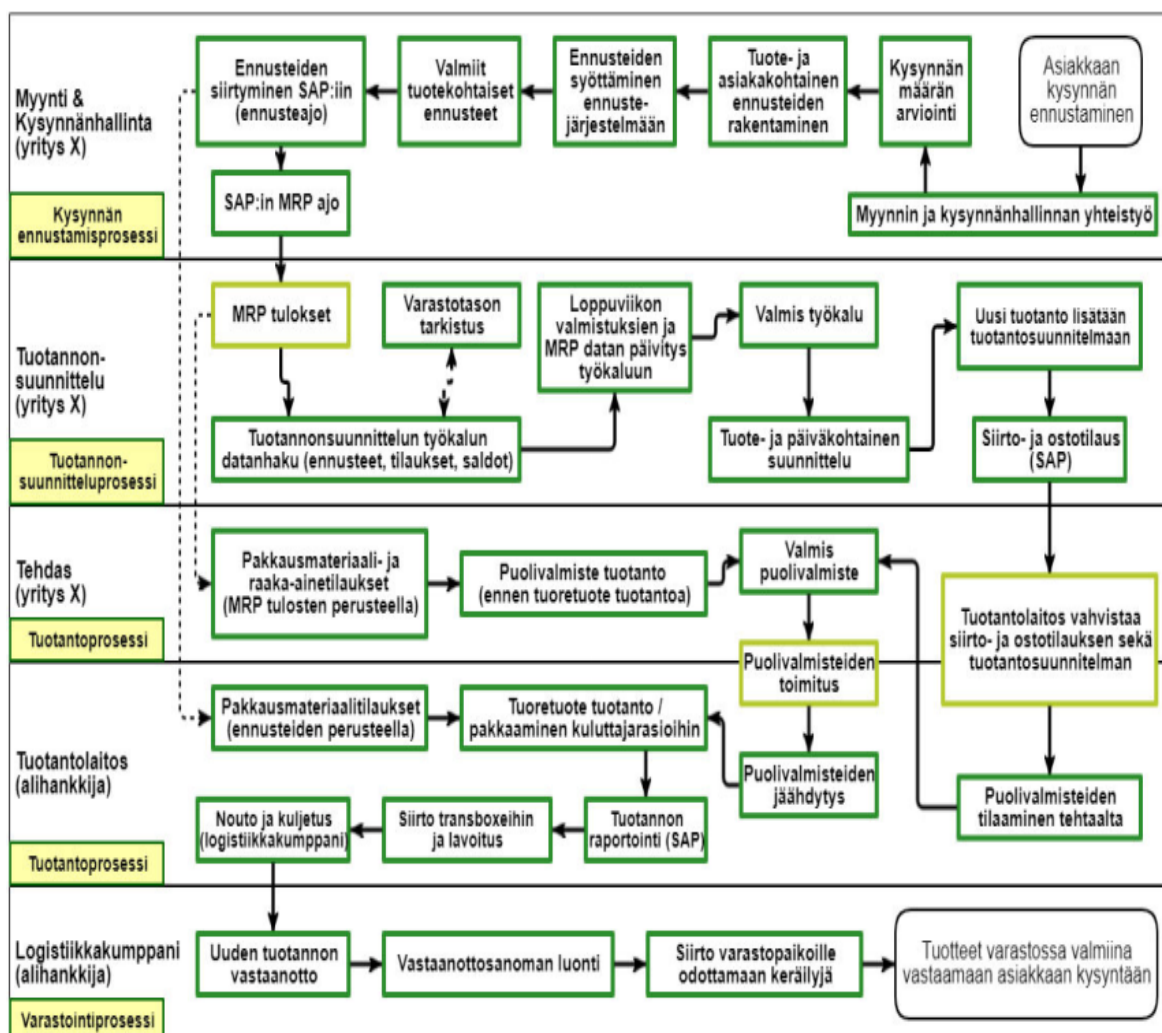 Myynti &
Kysynnänhallinta
(yritys X)
Kysynnän
ennustamisprosessi
Ennusteiden
siirtyminen SAP:iin
(ennusteajo)
Valmiit
tuotekohtaiset
ennusteet
Ennusteiden
syöttäminen
ennuste-
järjestelmään
Tuote- ja
asiakakohtainen
ennusteiden
rakentaminen
Kysynnän
määrän
arviointi
Asiakkaan
kysynnän
ennustaminen
SAP:in MRP ajo
Myynnin ja kysynnänhallinnan yhteistyö
Tuotannon-
suunnittelu
(yritys X)
Tuotannon-
suunnitteluprosessi
MRP tulokset
Varastotason
tarkistus
Loppuviikon
valmistuksien ja
MRP datan päivitys
työkaluun
Valmis työkalu
Uusi tuotanto lisätään
tuotantosuunnitelmaan
Tuotannonsuunnittelun työkalun
datanhaku (ennusteet, tilaukset, saldot)
Tuote- ja päiväkohtainen
suunnittelu
Siirto- ja ostotilaus
(SAP)
Tehdas
(yritys X)
Tuotantoprosessi
Pakkausmateriaali- ja
raaka-ainetilaukset
(MRP tulosten perusteella)
Puolivalmiste tuotanto
(ennen tuoretuote tuotantoa)
Valmis
puolivalmiste
Tuotantolaitos vahvistaa
siirto- ja ostotilauksen sekä
tuotantosuunnitelman
Puolivalmisteiden
toimitus
Tuotantolaitos
(alihankkija)
Tuotantoprosessi
Pakkausmateriaalitilaukset
(ennusteiden perusteella)
Tuoretuote tuotanto /
pakkaaminen kuluttajarasioihin
Puolivalmisteiden
jäähdytys
Puolivalmisteiden
tilaaminen tehtaalta
Nouto ja kuljetus
(logistiikkakumppani)
Siirto transboxeihin
ja lavoitus
Tuotannon
raportointi (SAP)
Logistiikkakumppani
(alihankkija)
Varastointiprosessi
Uuden tuotannon
vastaanotto
Vastaanottosanoman luonti
Siirto varastopaikoille
odottamaan keräilyjä
Tuotteet varastossa valmiina
vastaamaan asiakkaan kysyntään